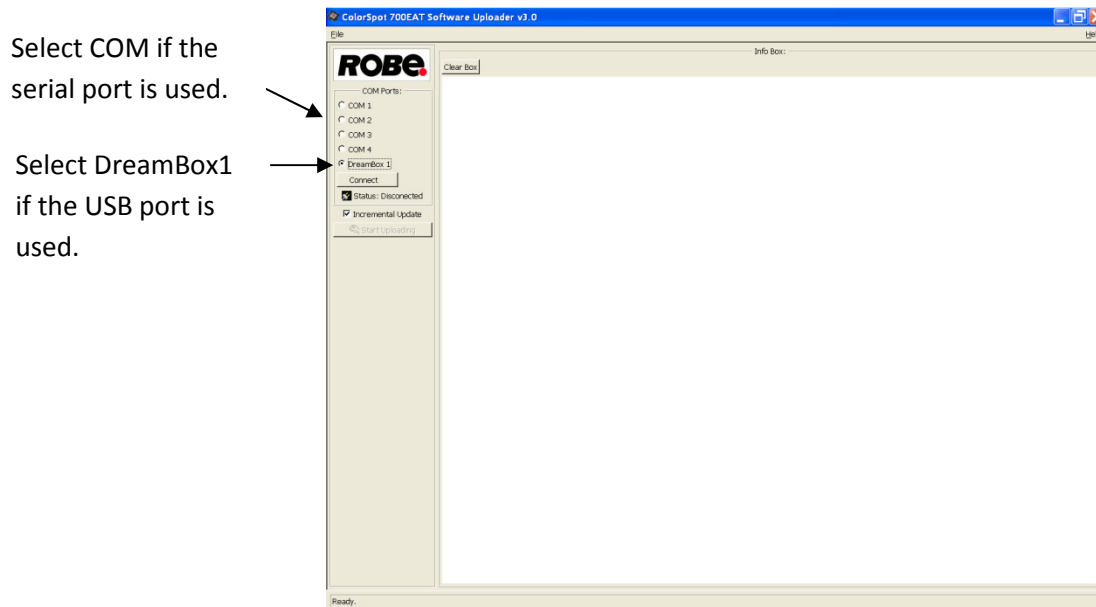 ColorSpot 700EAT Software Uploader v3.0
File
Hel
Select COM if the
serial port is used.
Select DreamBox1
if the USB port is
used.
ROBE.
COM Ports:
COM 1
COM 2
COM 3
COM 4
DreamBox 1
Connect
Status: Disconected
Incremental Update
Start Uploading
Info Box:
Clear Box
Ready.